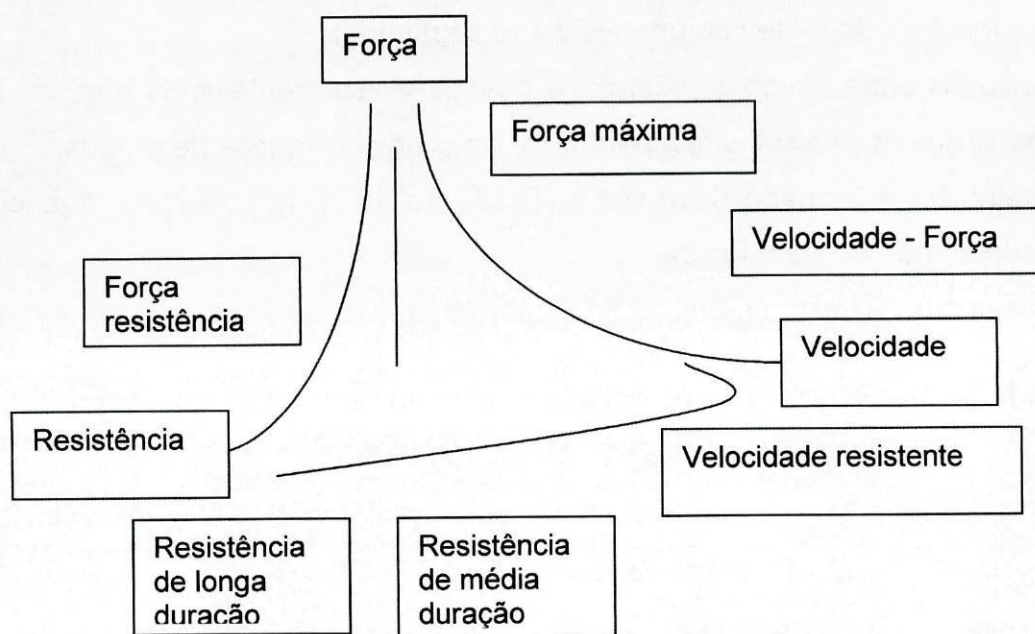 Força
Força máxima
Velocidade - Força
Força
resistência
Velocidade
Resistência
Velocidade resistente
Resistência
de longa
duração
Resistência
de média
duração